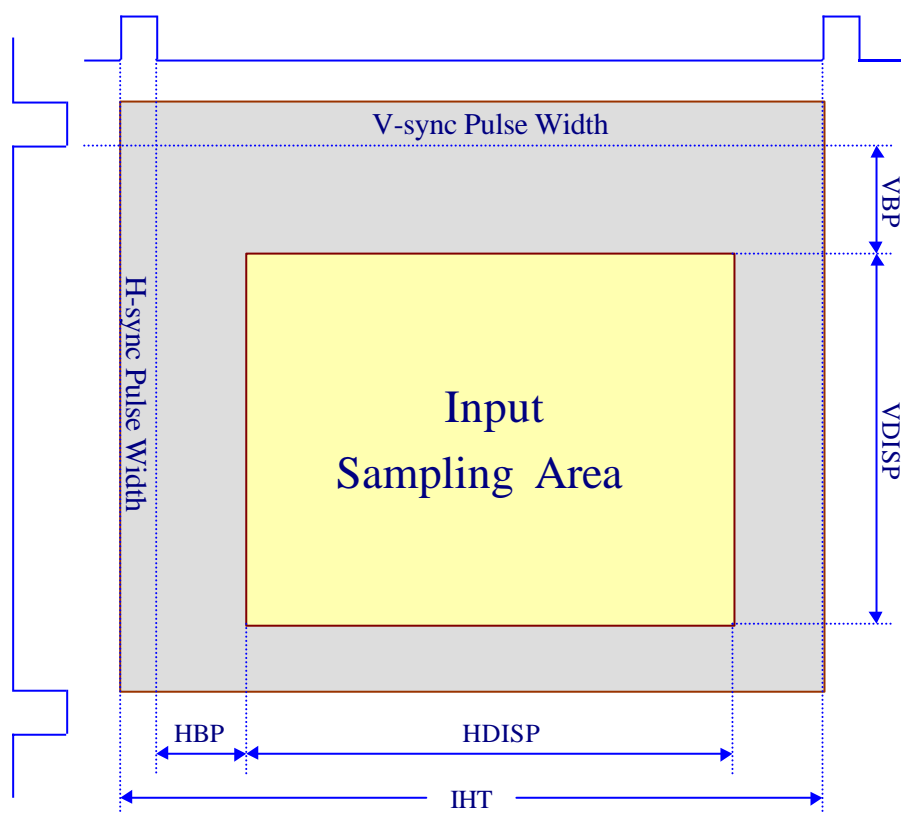 V-sync Pulse Width
VBP
H-sync Pulse Width
Input
Sampling Area
VDISP
HBP
HDISP
IHT